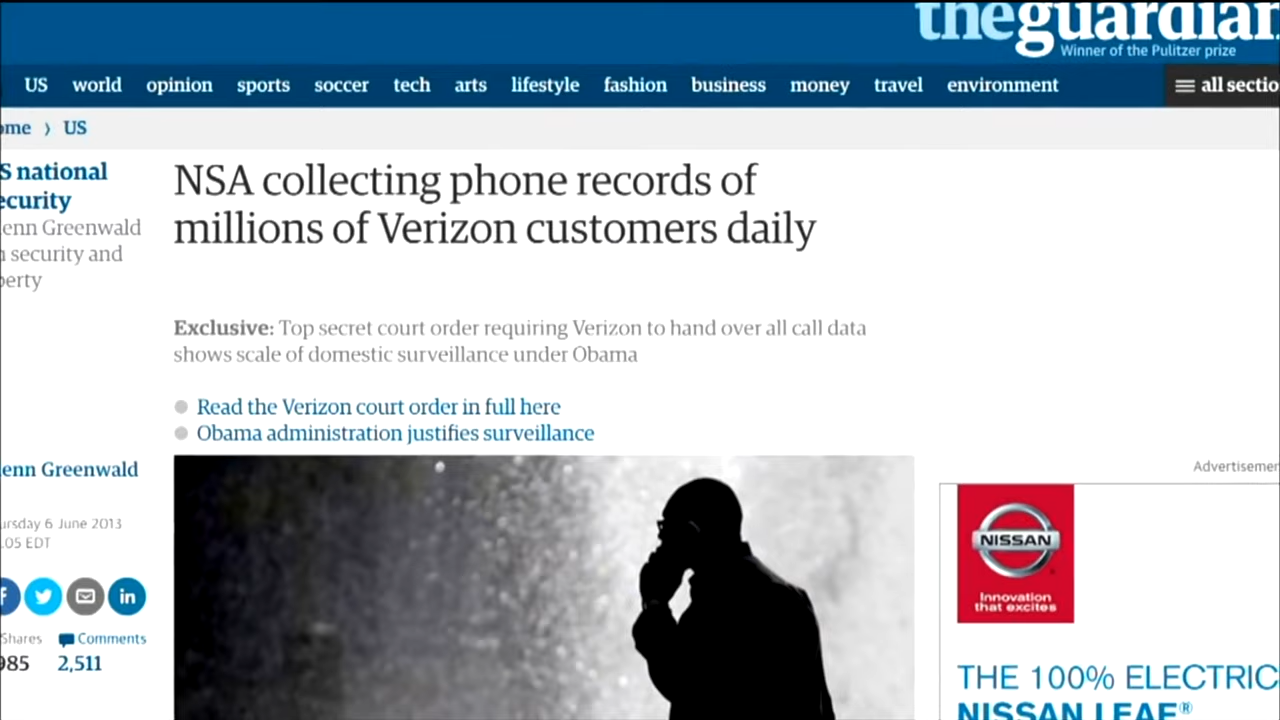 theguardian
Winner of the Pulitzer prize
US world opinion sports soccer tech arts lifestyle fashion business money travel environment all sectio
ome › US
S national
ecurity
enn Greenwald
security and
erty
NSA collecting phone records of
millions of Verizon customers daily
Exclusive: Top secret court order requiring Verizon to hand over all call data
shows scale of domestic surveillance under Obama
Read the Verizon court order in full here
Obama administration justifies surveillance
enn Greenwald
ursday 6 June 2013
.05 EDT
f
in
Shares
985
Comments
2,511
Advertisemen
NISSAN
Innovation
that excites
THE 100% ELECTRIC
NISSAN LEAF®